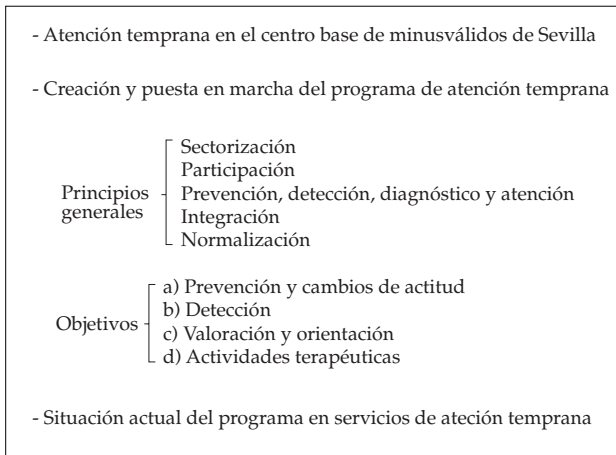 - Atención temprana en el centro base de minusválidos de Sevilla
- Creación y puesta en marcha del programa de atención temprana
Principios generales
Sectorización
Participación
Prevención, detección, diagnóstico y atención
Integración
Normalización
Objetivos
a) Prevención y cambios de actitud
b) Detección
c) Valoración y orientación
d) Actividades terapéuticas
- Situación actual del programa en servicios de ateción temprana